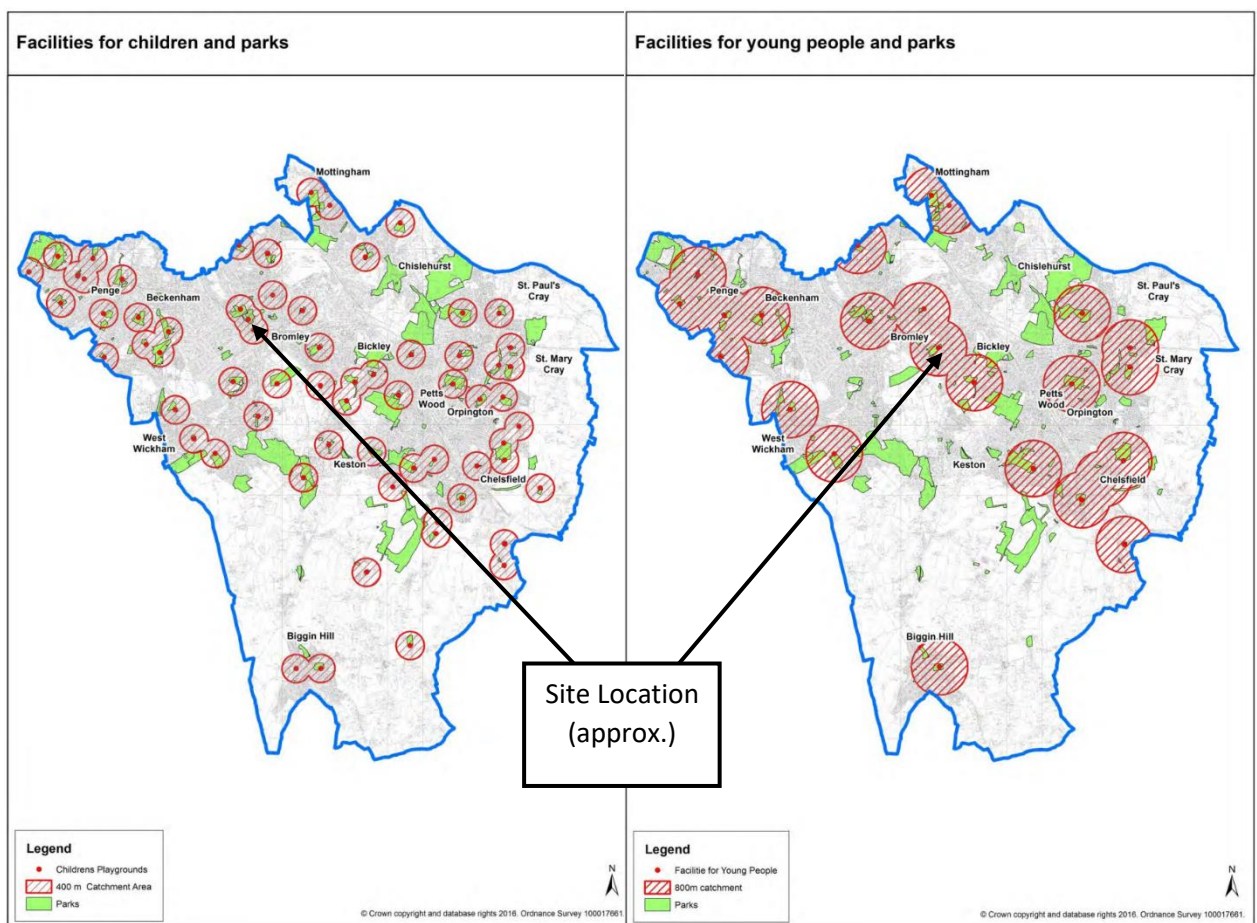 Facilities for children and parks
Mottingham
Chislehurst
St. Paul's
Cray
Penge
Beckenham
Bromley
Bickley
St. Mary
Cray
Petts
Wood
Orpington
West
Wickham
Keston
Chelsfield
Biggin Hill
Legend
Childrens Playgrounds
400 m Catchment Area
Parks
N
© Crown copyright and database rights 2016. Ordnance Survey 100017661.
Facilities for young people and parks
Mottingham
Chislehurst
St. Paul's
Cray
Penge
Beckenham
Bromley
Bickley
St. Mary
Cray
Petts
Wood
Orpington
West
Wickham
Keston
Chelsfield
Biggin Hill
Legend
Facilitie for Young People
800m catchment
Parks
N
© Crown copyright and database rights 2016. Ordnance Survey 100017661.
Site Location
(approx.)